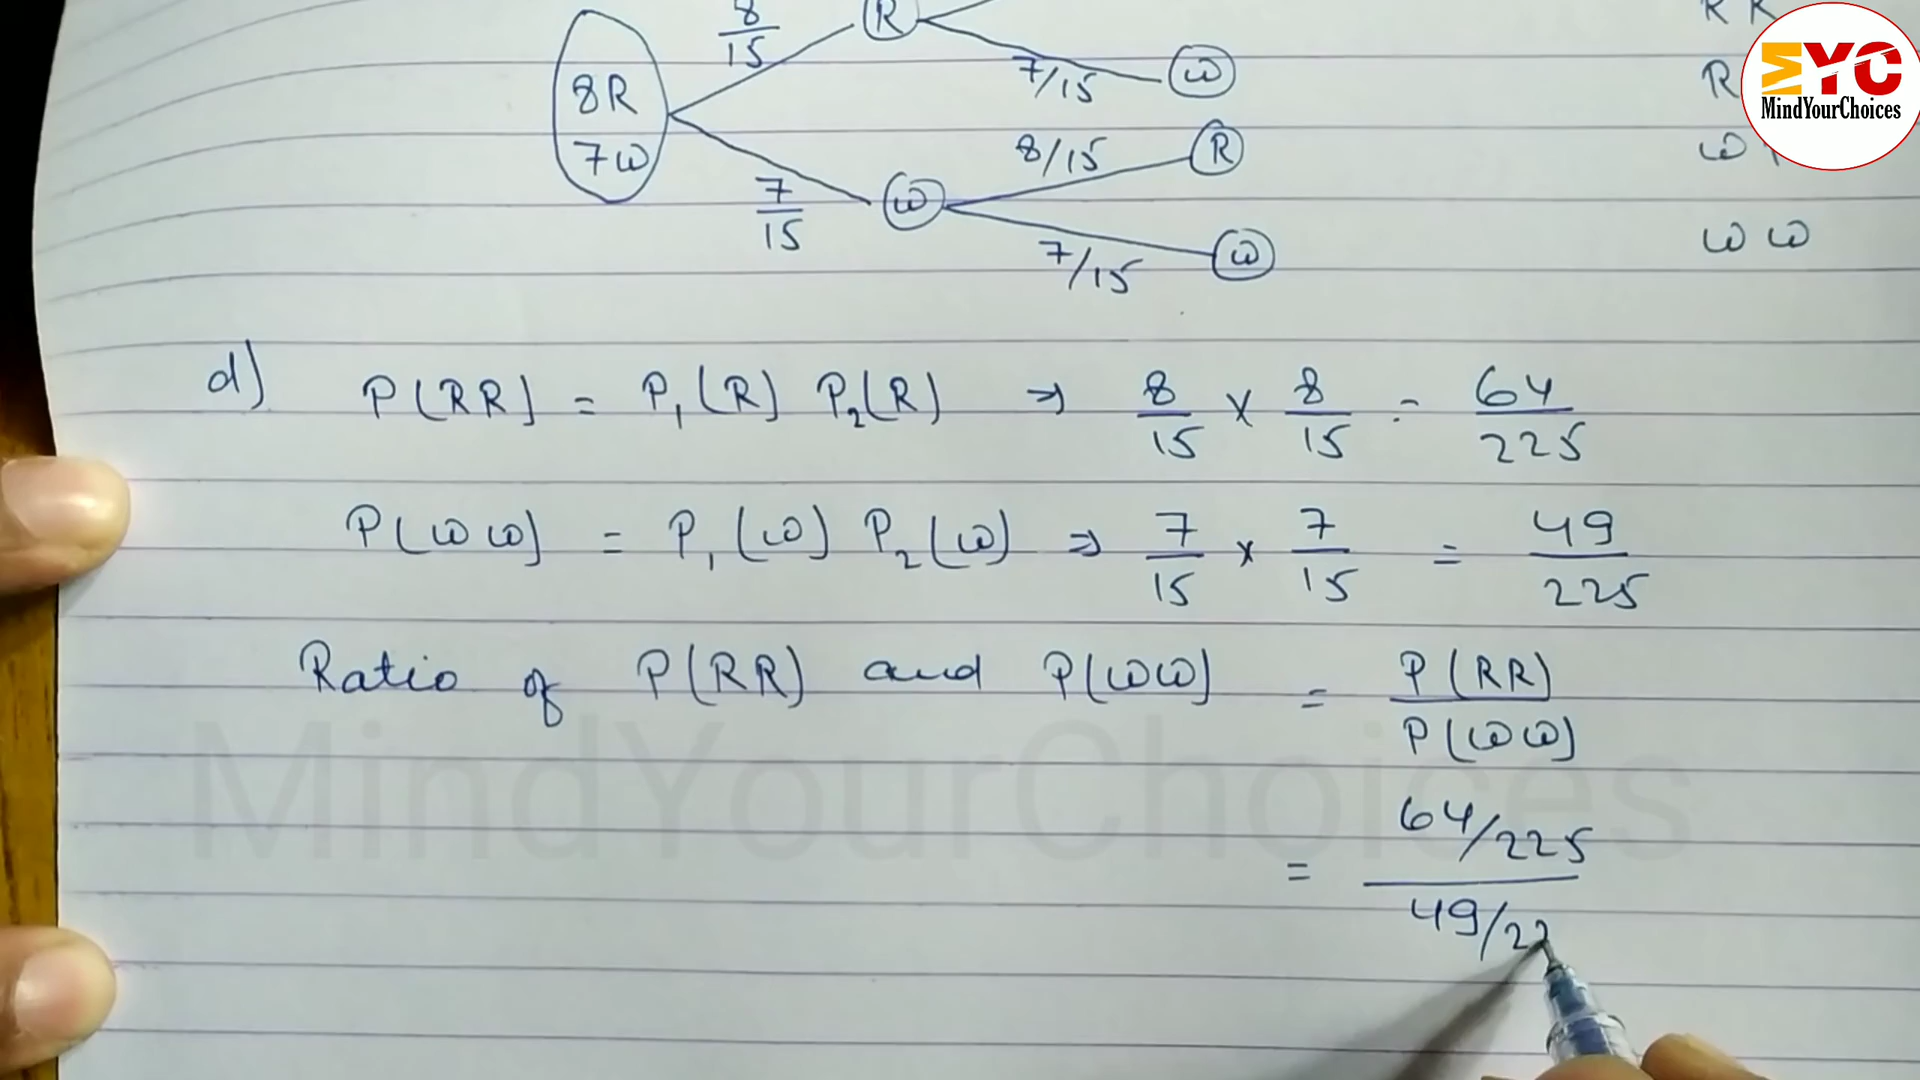 8/15 R R R
7/15 W R
8R 8/15 R
7W W
7/15 W
7/15 W W W
d) P(RR) = P₁(R) P₂(R) ⇒ 8/15 × 8/15 = 64/225
P(WW) = P₁(W) P₂(W) ⇒ 7/15 × 7/15 = 49/225
Ratio of P(RR) and P(WW) = P(RR)/P(WW)
= 64/225
49/22
MYC
MindYourChoices
MindYourChoices